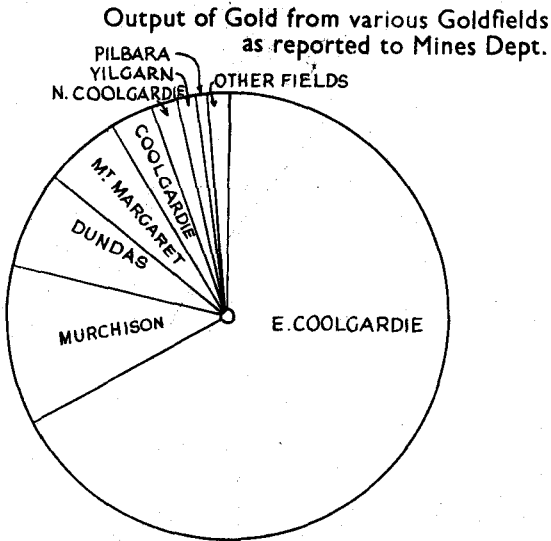 Output of Gold from various Goldfields
as reported to Mines Dept.
PILBARA
YILGARN
N. COOLGARDIE
OTHER FIELDS
COOLGARDIE
MT MARGARET
DUNDAS
MURCHISON
E. COOLGARDIE